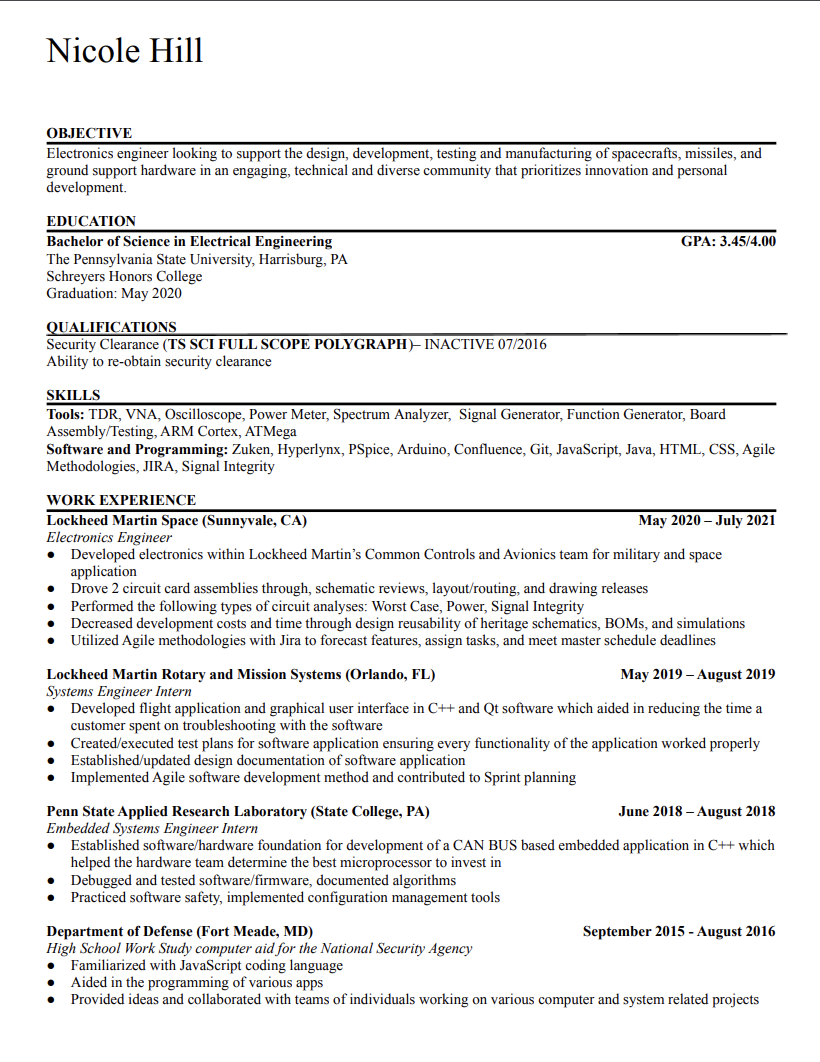 Nicole Hill
OBJECTIVE
Electronics engineer looking to support the design, development, testing and manufacturing of spacecrafts, missiles, and
ground support hardware in an engaging, technical and diverse community that prioritizes innovation and personal
development.
EDUCATION
Bachelor of Science in Electrical Engineering GPA: 3.45/4.00
The Pennsylvania State University, Harrisburg, PA
Schreyers Honors College
Graduation: May 2020
QUALIFICATIONS
Security Clearance (TS SCI FULL SCOPE POLYGRAPH)– INACTIVE 07/2016
Ability to re-obtain security clearance
SKILLS
Tools: TDR, VNA, Oscilloscope, Power Meter, Spectrum Analyzer,  Signal Generator, Function Generator, Board
Assembly/Testing, ARM Cortex, ATMega
Software and Programming: Zuken, Hyperlynx, PSpice, Arduino, Confluence, Git, JavaScript, Java, HTML, CSS, Agile
Methodologies, JIRA, Signal Integrity
WORK EXPERIENCE
Lockheed Martin Space (Sunnyvale, CA) May 2020 – July 2021
Electronics Engineer
● Developed electronics within Lockheed Martin’s Common Controls and Avionics team for military and space
application
● Drove 2 circuit card assemblies through, schematic reviews, layout/routing, and drawing releases
● Performed the following types of circuit analyses: Worst Case, Power, Signal Integrity
● Decreased development costs and time through design reusability of heritage schematics, BOMs, and simulations
● Utilized Agile methodologies with Jira to forecast features, assign tasks, and meet master schedule deadlines
Lockheed Martin Rotary and Mission Systems (Orlando, FL) May 2019 – August 2019
Systems Engineer Intern
● Developed flight application and graphical user interface in C++ and Qt software which aided in reducing the time a
customer spent on troubleshooting with the software
● Created/executed test plans for software application ensuring every functionality of the application worked properly
● Established/updated design documentation of software application
● Implemented Agile software development method and contributed to Sprint planning
Penn State Applied Research Laboratory (State College, PA) June 2018 – August 2018
Embedded Systems Engineer Intern
● Established software/hardware foundation for development of a CAN BUS based embedded application in C++ which
helped the hardware team determine the best microprocessor to invest in
● Debugged and tested software/firmware, documented algorithms
● Practiced software safety, implemented configuration management tools
Department of Defense (Fort Meade, MD) September 2015 - August 2016
High School Work Study computer aid for the National Security Agency
● Familiarized with JavaScript coding language
● Aided in the programming of various apps
● Provided ideas and collaborated with teams of individuals working on various computer and system related projects